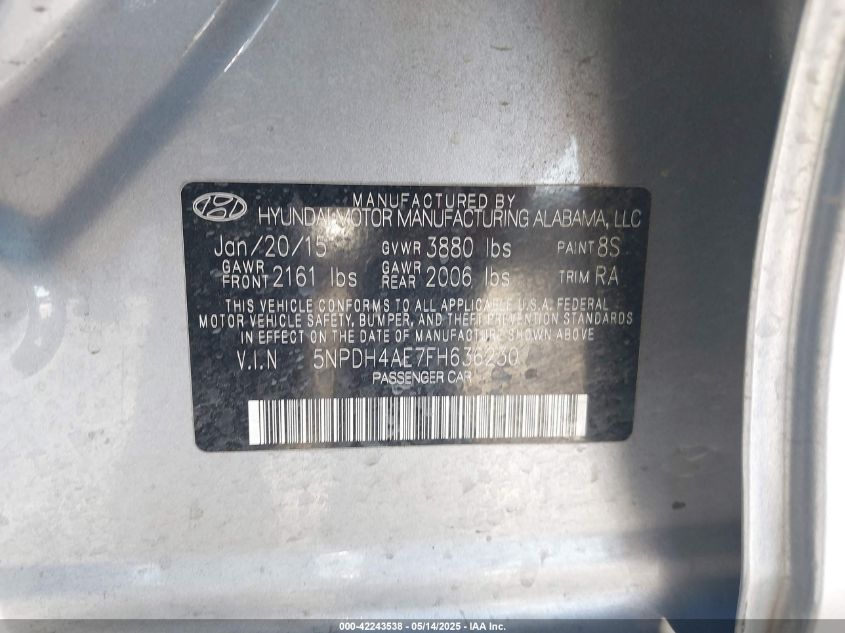 MANUFACTURED BY
HYUNDAI MOTOR MANUFACTURING ALABAMA, LLC
Jan/20/15 GVWR 3880 lbs PAINT 8S
GAWR FRONT 2161 lbs GAWR REAR 2006 lbs TRIM RA
THIS VEHICLE CONFORMS TO ALL APPLICABLE U.S.A. FEDERAL
MOTOR VEHICLE SAFETY, BUMPER, AND THEFT PREVENTION STANDARDS
IN EFFECT ON THE DATE OF MANUFACTURE SHOWN ABOVE
V.I.N 5NPDH4AE7FH636230
PASSENGER CAR
000-42243538 - 05/14/2025 - IAA Inc.